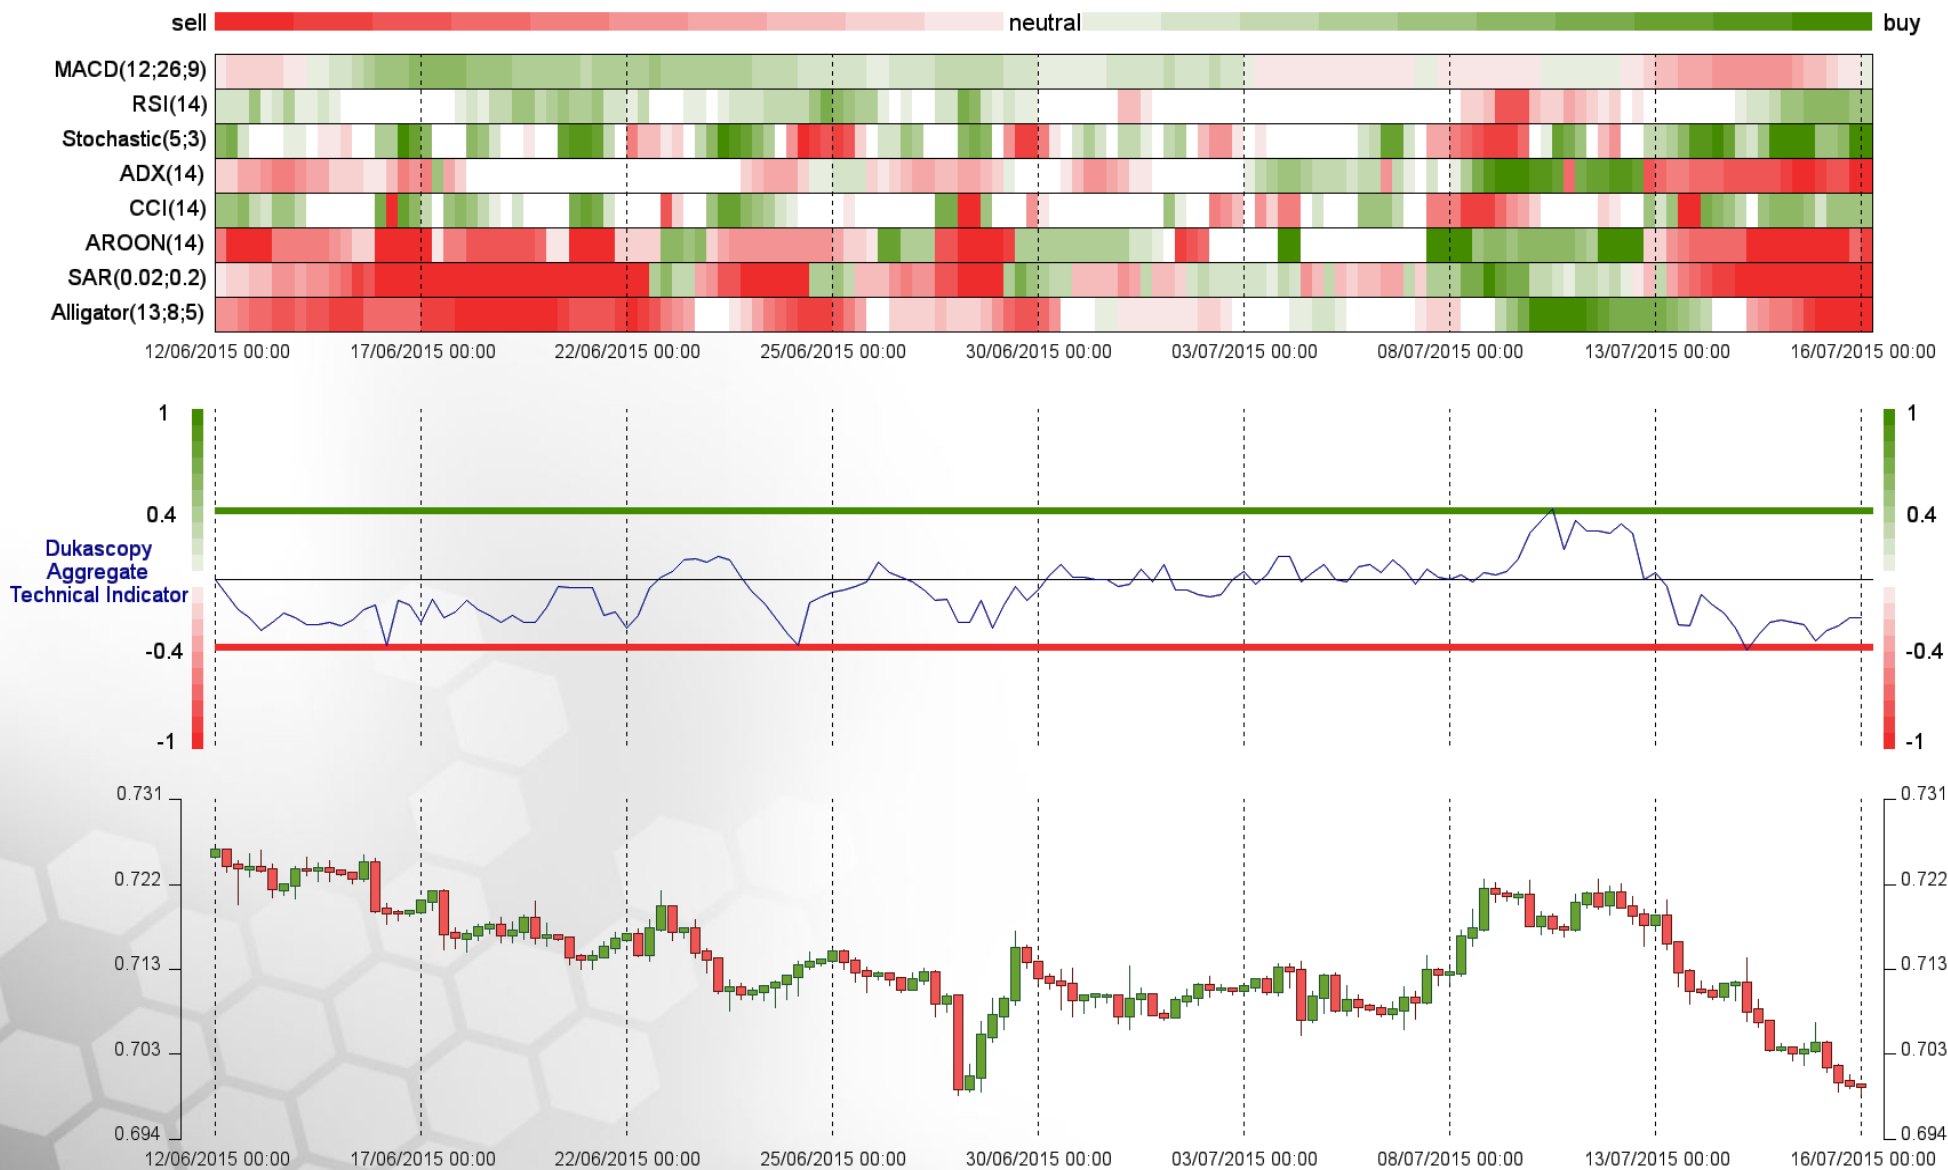 sell neutral buy
MACD(12;26;9)
RSI(14)
Stochastic(5;3)
ADX(14)
CCI(14)
AROON(14)
SAR(0.02;0.2)
Alligator(13;8;5)
12/06/2015 00:00 17/06/2015 00:00 22/06/2015 00:00 25/06/2015 00:00 30/06/2015 00:00 03/07/2015 00:00 08/07/2015 00:00 13/07/2015 00:00 16/07/2015 00:00
1 1
0.4 0.4
Dukascopy
Aggregate
Technical Indicator
-0.4 -0.4
-1 -1
0.731 0.731
0.722 0.722
0.713 0.713
0.703 0.703
0.694 0.694
12/06/2015 00:00 17/06/2015 00:00 22/06/2015 00:00 25/06/2015 00:00 30/06/2015 00:00 03/07/2015 00:00 08/07/2015 00:00 13/07/2015 00:00 16/07/2015 00:00